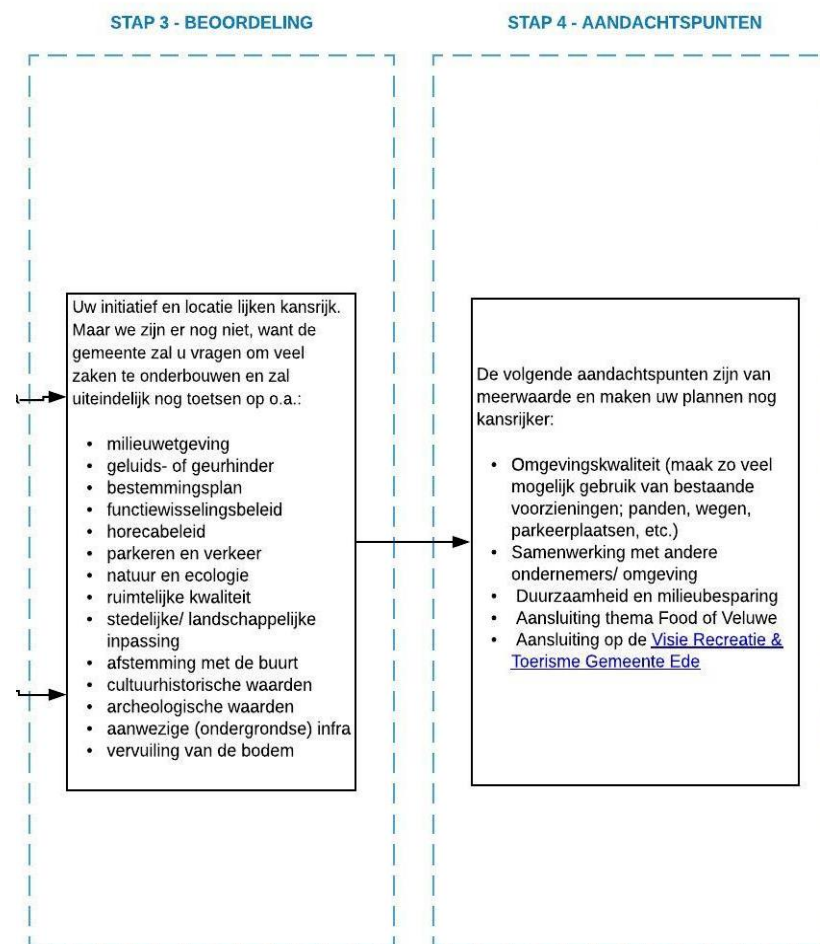 STAP 3 - BEOORDELING
Uw initiatief en locatie lijken kansrijk.
Maar we zijn er nog niet, want de
gemeente zal u vragen om veel
zaken te onderbouwen en zal
uiteindelijk nog toetsen op o.a.:
• milieuwetgeving
• geluids- of geurhinder
• bestemmingsplan
• functiewisselingsbeleid
• horecabeleid
• parkeren en verkeer
• natuur en ecologie
• ruimtelijke kwaliteit
• stedelijke/ landschappelijke
inpassing
• afstemming met de buurt
• cultuurhistorische waarden
• archeologische waarden
• aanwezige (ondergrondse) infra
• vervuiling van de bodem
STAP 4 - AANDACHTSPUNTEN
De volgende aandachtspunten zijn van
meerwaarde en maken uw plannen nog
kansrijker:
• Omgevingskwaliteit (maak zo veel
mogelijk gebruik van bestaande
voorzieningen; panden, wegen,
parkeerplaatsen, etc.)
• Samenwerking met andere
ondernemers/ omgeving
• Duurzaamheid en milieubesparing
• Aansluiting thema Food of Veluwe
• Aansluiting op de Visie Recreatie &
Toerisme Gemeente Ede